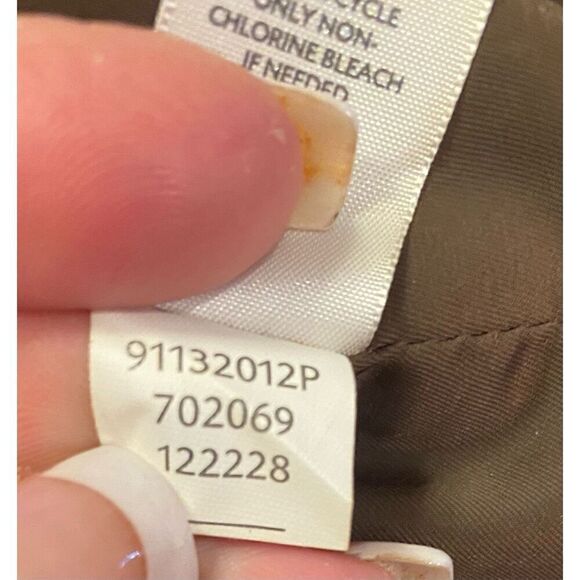 CYCLE
ONLY NON-
CHLORINE BLEACH
IF NEEDED
91132012P
702069
122228